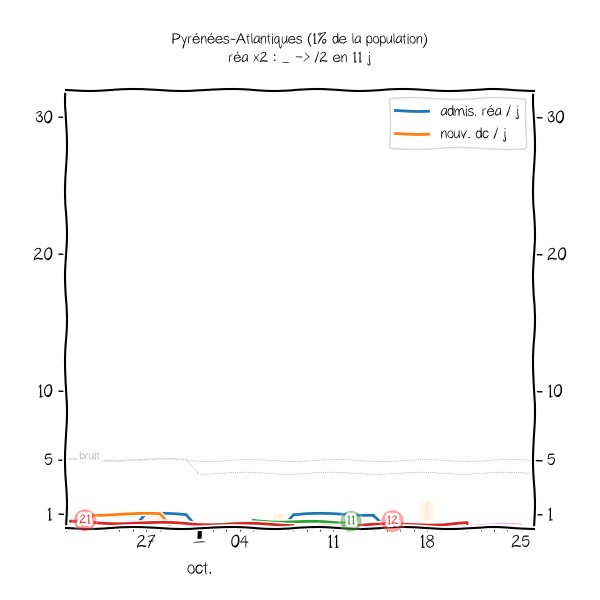 Pyrénées-Atlantiques (1% de la population)
réa x2 : _ -> /2 en 11 j
admis. réa / j
nouv. dc / j
30 30
20 20
10 10
5 bruit 5
1 21 11 12 1
27 04 11 18 25
oct.